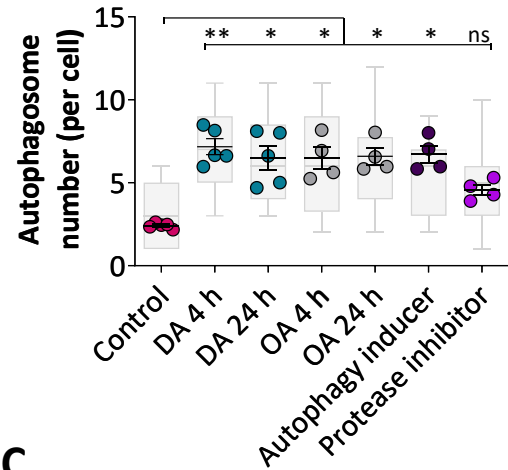 15
** * * * * ns
10
5
0
Autophagosome
number (per cell)
Control
DA 4 h
DA 24 h
OA 4 h
OA 24 h
Autophagy inducer
Protease inhibitor
C